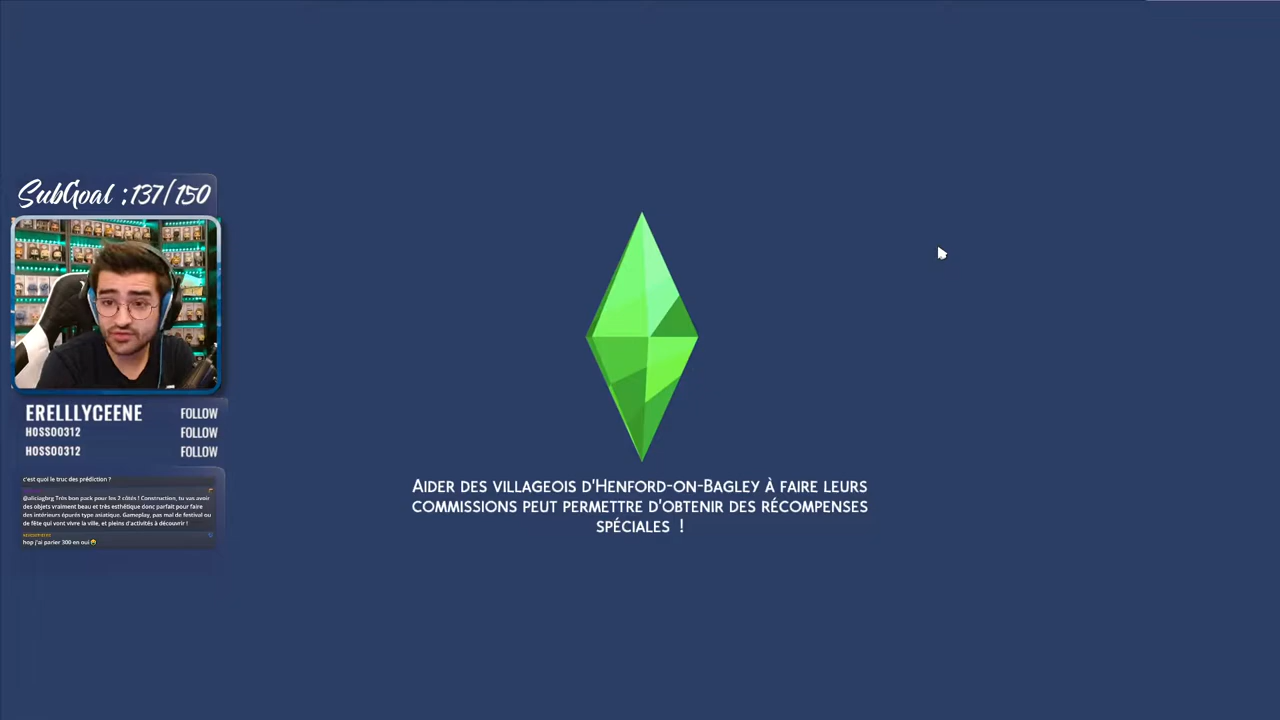 SubGoal :137/150
ERELLLYCEENE FOLLOW
HOSSO0312 FOLLOW
HOSSO0312 FOLLOW
c'est quoi le truc des prédiction ?
@aliciagbrg Très bon pack pour les 2 côtés ! Construction, tu vas avoir
des objets vraiment beau et très esthétique donc parfait pour faire
des intérieurs épurés type asiatique. Gameplay, pas mal de festival ou
de fête qui vont vivre la ville, et pleins d'activités à découvrir !
hop j'ai parier 300 en oui
AIDER DES VILLAGEOIS D'HENFORD-ON-BAGLEY À FAIRE LEURS
COMMISSIONS PEUT PERMETTRE D'OBTENIR DES RÉCOMPENSES
SPÉCIALES !